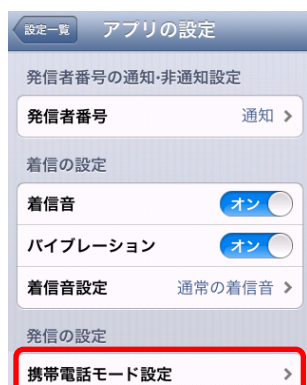 設定一覧 アプリの設定
発信者番号の通知･非通知設定
発信者番号 通知
着信の設定
着信音 オン
バイブレーション オン
着信音設定 通常の着信音
発信の設定
携帯電話モード設定